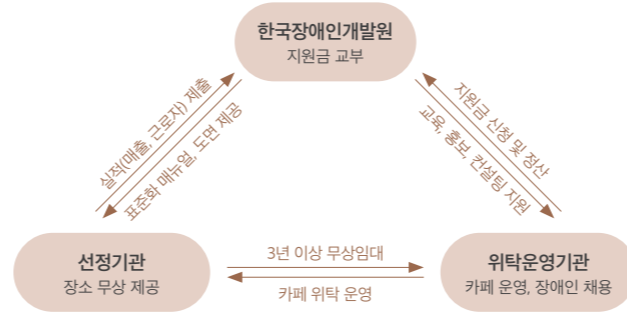 한국장애인개발원
지원금 교부
실적(매출, 근로자) 제출
표준화 매뉴얼, 도면 제공
지원금 신청 및 정산
교육, 홍보, 컨설팅 지원
선정기관
장소 무상 제공
3년 이상 무상임대
카페 위탁 운영
위탁운영기관
카페 운영, 장애인 채용